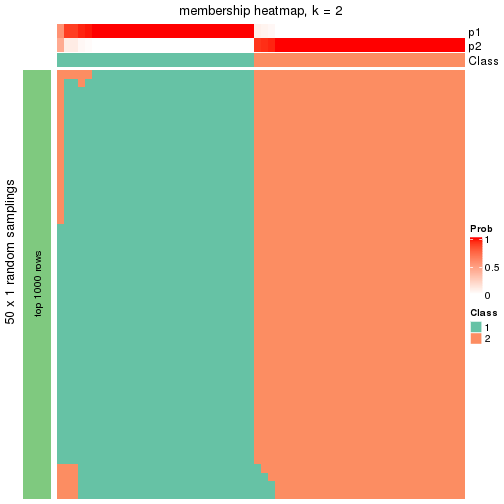 membership heatmap, k = 2
p1
p2
Class
50 x 1 random samplings
top 1000 rows
Prob
1
0.5
0
Class
1
2